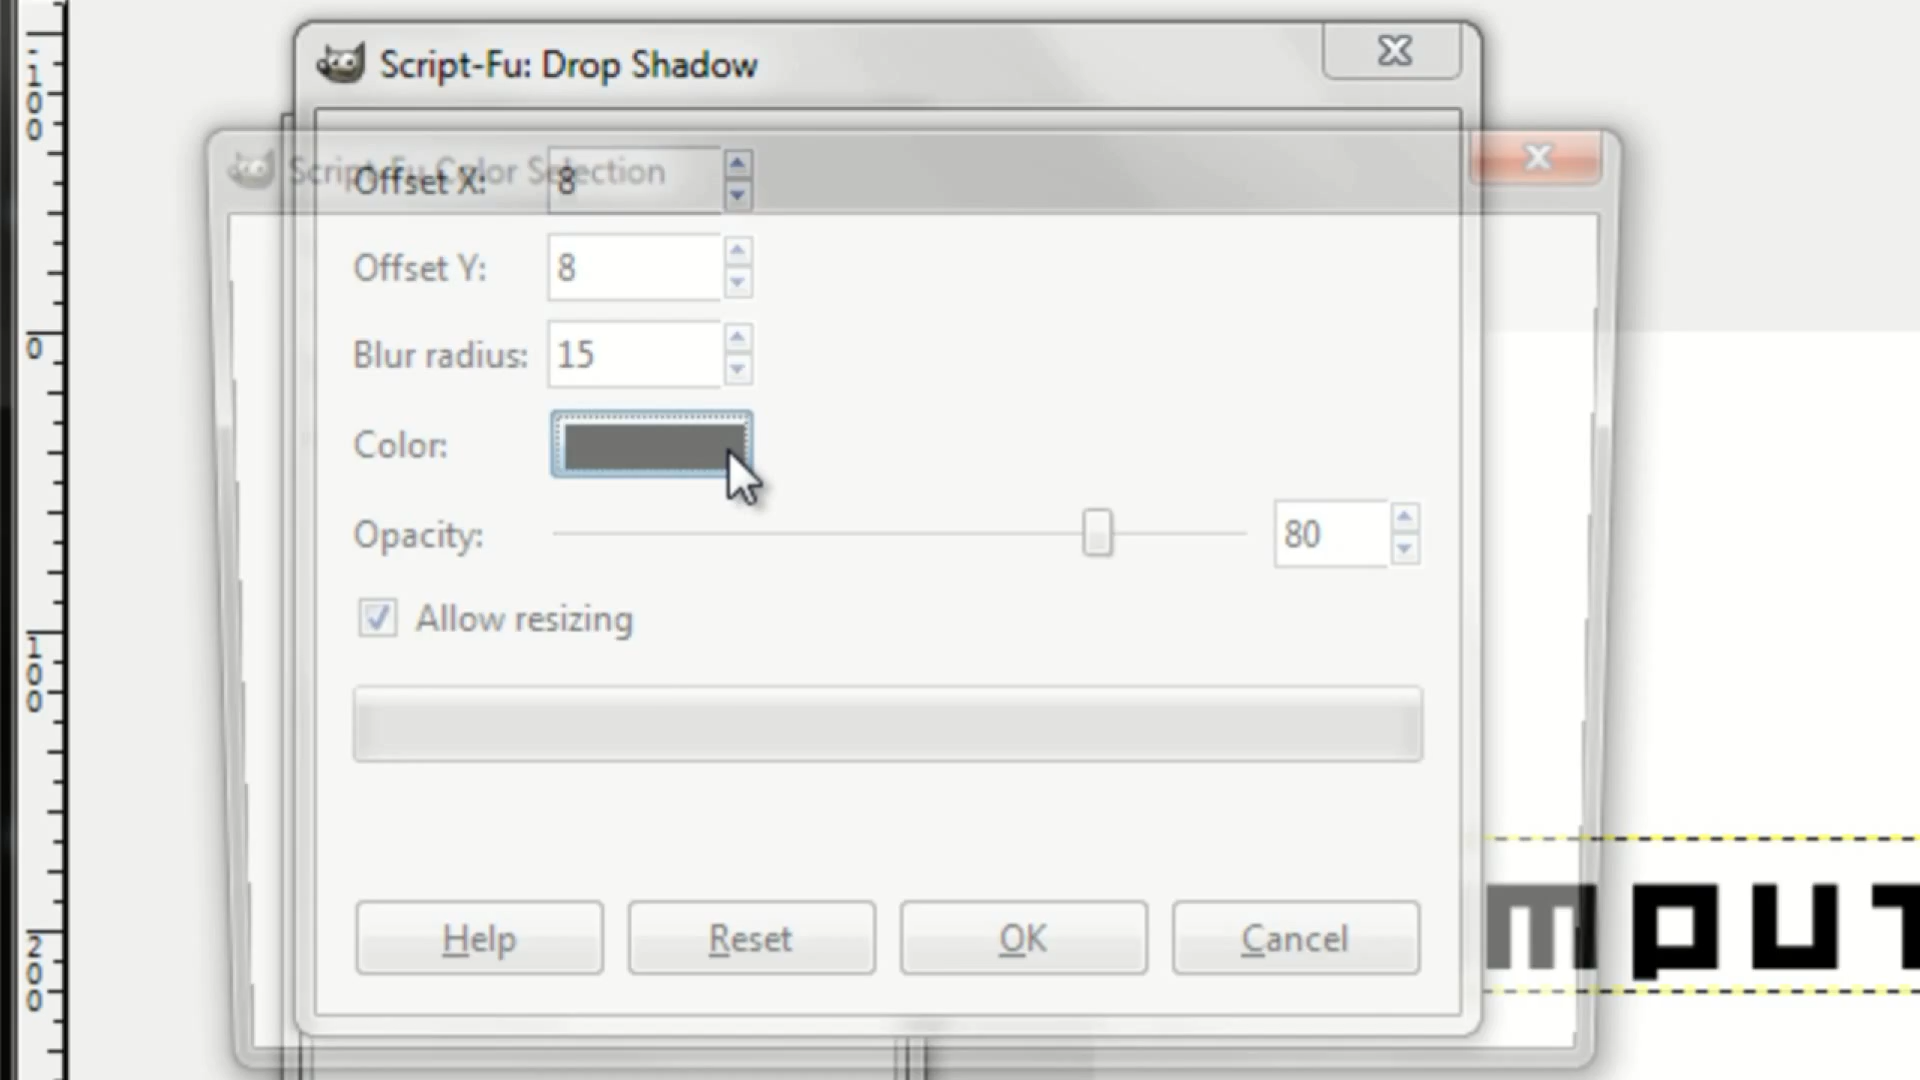 Script-Fu: Drop Shadow
Script-Fu Color Selection
Offset X: 8
Offset Y: 8
Blur radius: 15
Color:
Opacity: 80
Allow resizing
Help Reset OK Cancel
mput
100
0
100
200